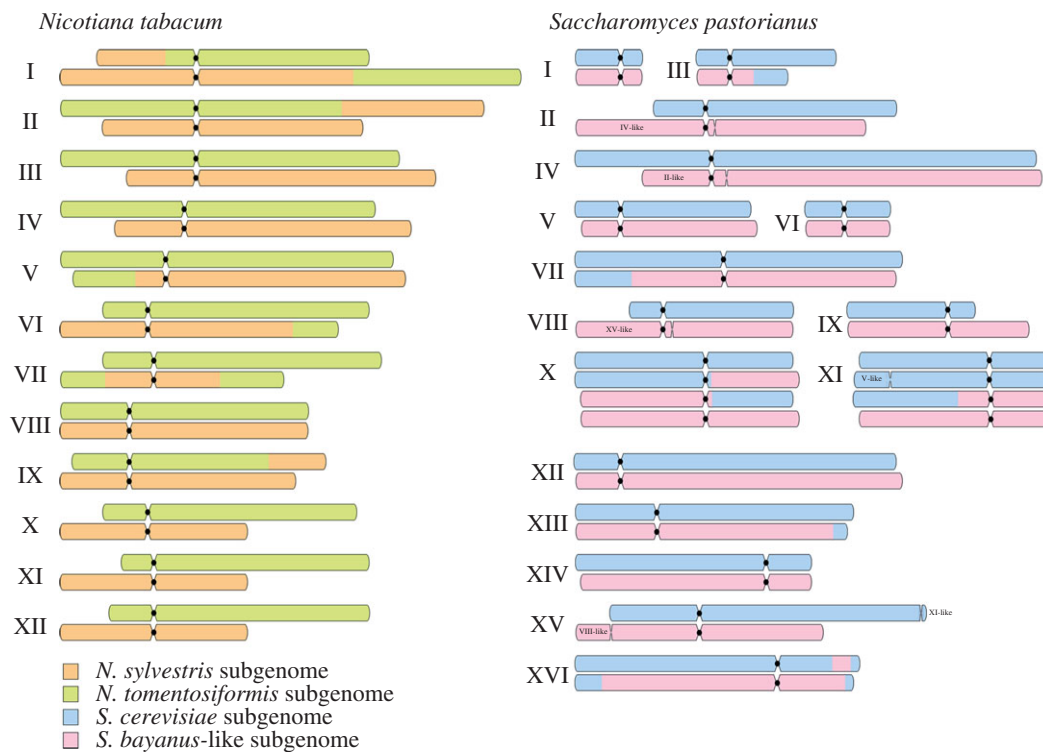 Nicotiana tabacum
I
II
III
IV
V
VI
VII
VIII
IX
X
XI
XII
N. sylvestris subgenome
N. tomentosiformis subgenome
S. cerevisiae subgenome
S. bayanus-like subgenome
Saccharomyces pastorianus
I III
II
IV-like
IV
II-like
V VI
VII
VIII IX
XV-like
X XI
V-like
XII
XIII
XIV
XV
XI-like
VIII-like
XVI